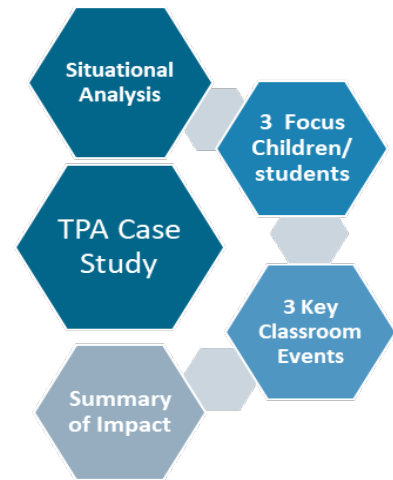 Situational
Analysis
3 Focus
Children/
students
TPA Case
Study
3 Key
Classroom
Events
Summary
of Impact